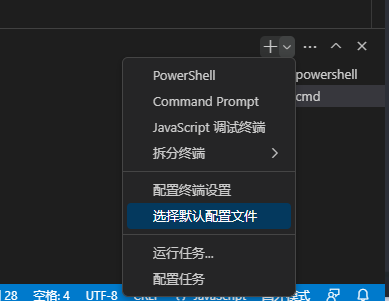 PowerShell
powershell
Command Prompt
cmd
JavaScript 调试终端
拆分终端
配置终端设置
选择默认配置文件
运行任务...
配置任务
28
空格: 4
UTF-8